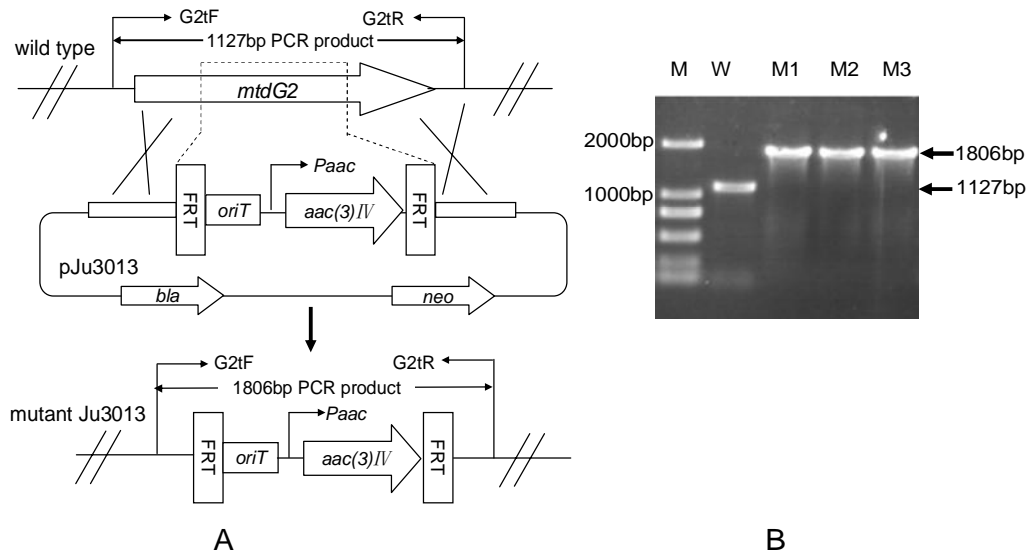 G2tF
G2tR
1127bp PCR product
wild type
mtdG2
Paac
FRT
oriT
aac(3)IV
FRT
pJu3013
bla
neo
G2tF
G2tR
1806bp PCR product
mutant Ju3013
Paac
FRT
oriT
aac(3)IV
FRT
A
M W M1 M2 M3
2000bp
1806bp
1127bp
1000bp
B